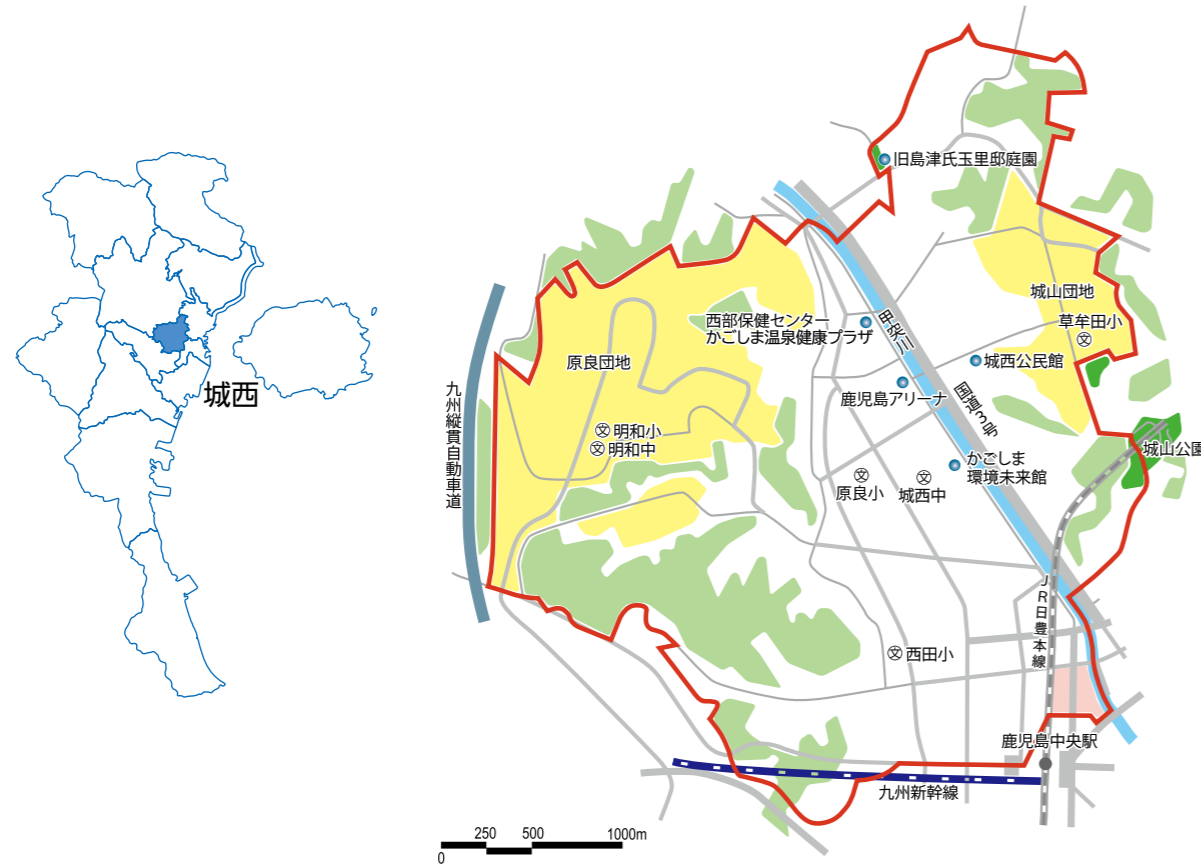 城西
旧島津氏玉里邸庭園
城山団地
草牟田小
文
西部保健センター
かごしま温泉健康プラザ
甲突川
城西公民館
原良団地
鹿児島アリーナ
国道3号
九州縦貫自動車道
文 明和小
文 明和中
城山公園
かごしま
環境未来館
文
原良小
文
城西中
JR日豊本線
文 西田小
鹿児島中央駅
九州新幹線
250 500 1000m
0